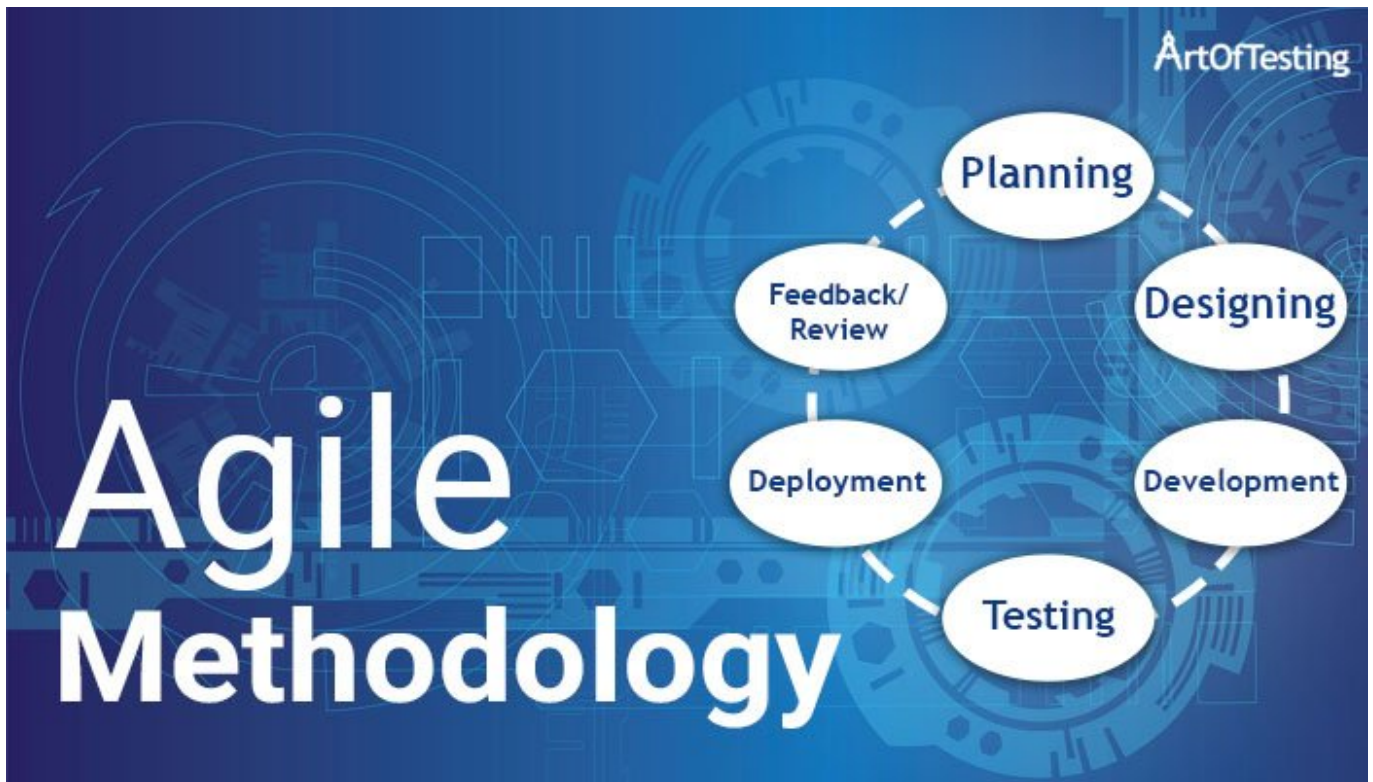 ArtOfTesting
Planning
Designing
Development
Testing
Deployment
Feedback/
Review
Agile
Methodology